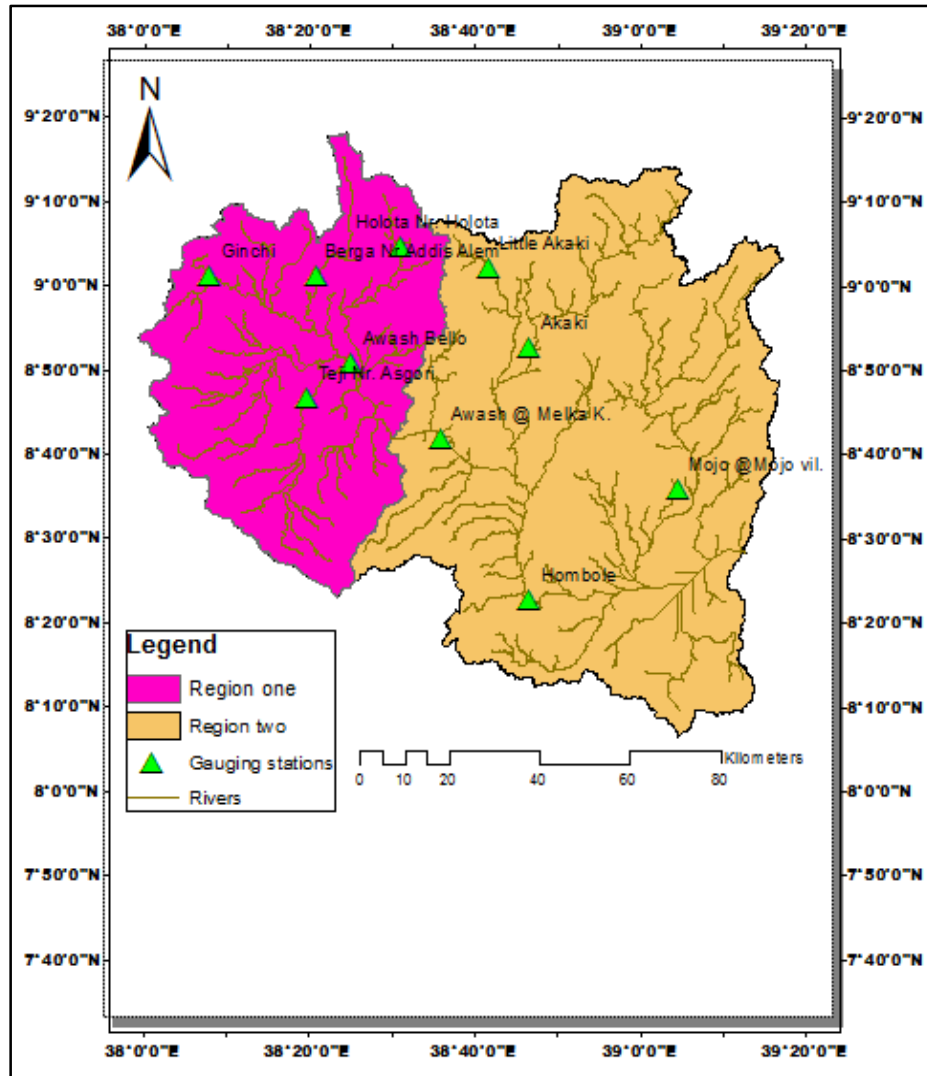 38°0'0"E 38°20'0"E 38°40'0"E 39°0'0"E 39°20'0"E
N
9°20'0"N 9°20'0"N
9°10'0"N 9°10'0"N
Holota Nr. Holota
Ginchi Berga Nr Addis Alem Little Akaki
9°0'0"N 9°0'0"N
Akaki
Awash Bello
8°50'0"N 8°50'0"N
Teji Nr. Asgori
Awash @ Melka K.
8°40'0"N 8°40'0"N
Mojo @Mojo vil.
8°30'0"N 8°30'0"N
Hombole
8°20'0"N 8°20'0"N
Legend
Region one
Region two
Gauging stations
Rivers
8°10'0"N 8°10'0"N
Kilometers
0 10 20 40 60 80
8°0'0"N 8°0'0"N
7°50'0"N 7°50'0"N
7°40'0"N 7°40'0"N
38°0'0"E 38°20'0"E 38°40'0"E 39°0'0"E 39°20'0"E